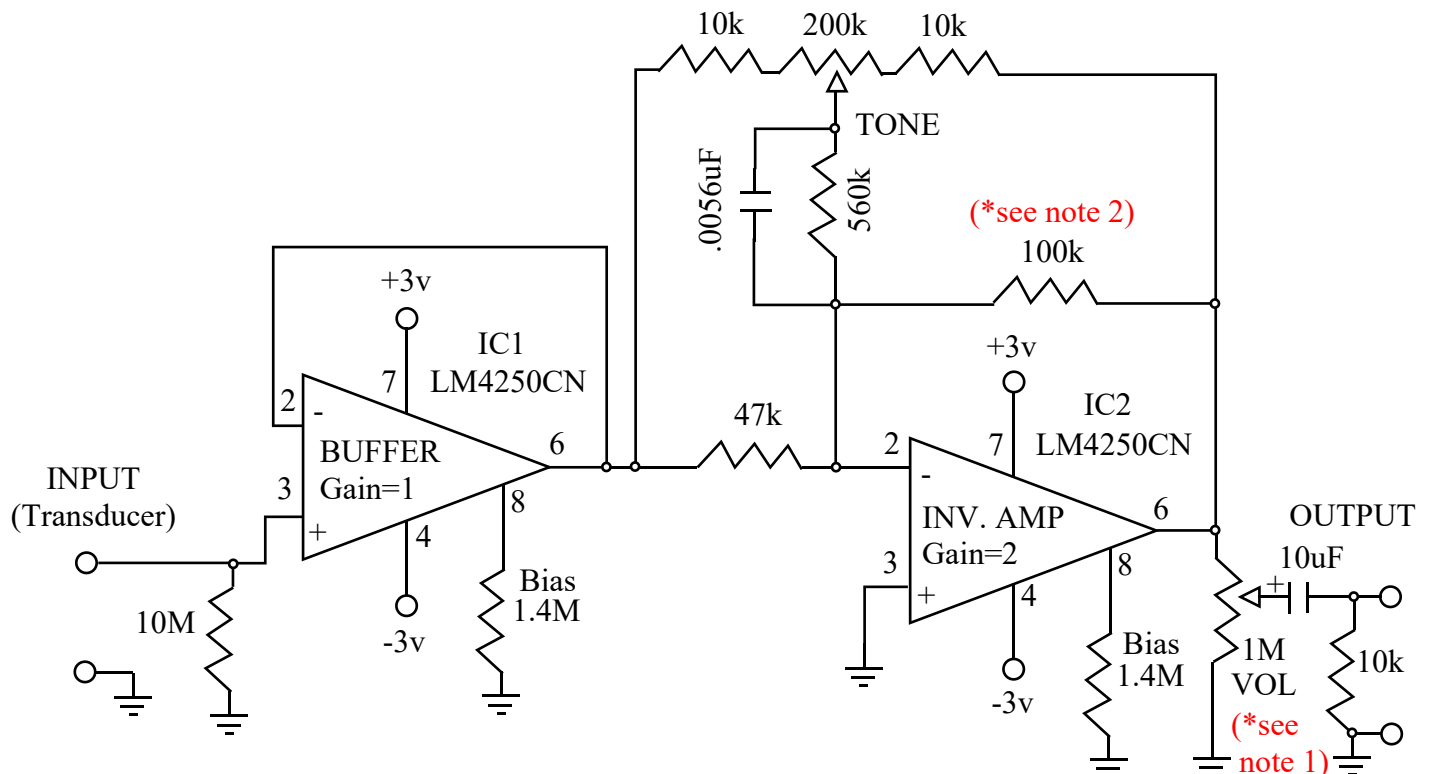 10k
200k
10k
TONE
.0056uF
560k
(*see note 2)
100k
+3v
IC1
LM4250CN
7
2
-
BUFFER
Gain=1
6
3
+
8
4
INPUT
(Transducer)
10M
-3v
Bias
1.4M
47k
+3v
IC2
LM4250CN
7
2
-
INV. AMP
Gain=2
6
3
+
8
4
-3v
Bias
1.4M
OUTPUT
10uF
+
1M
VOL
(*see
note 1)
10k